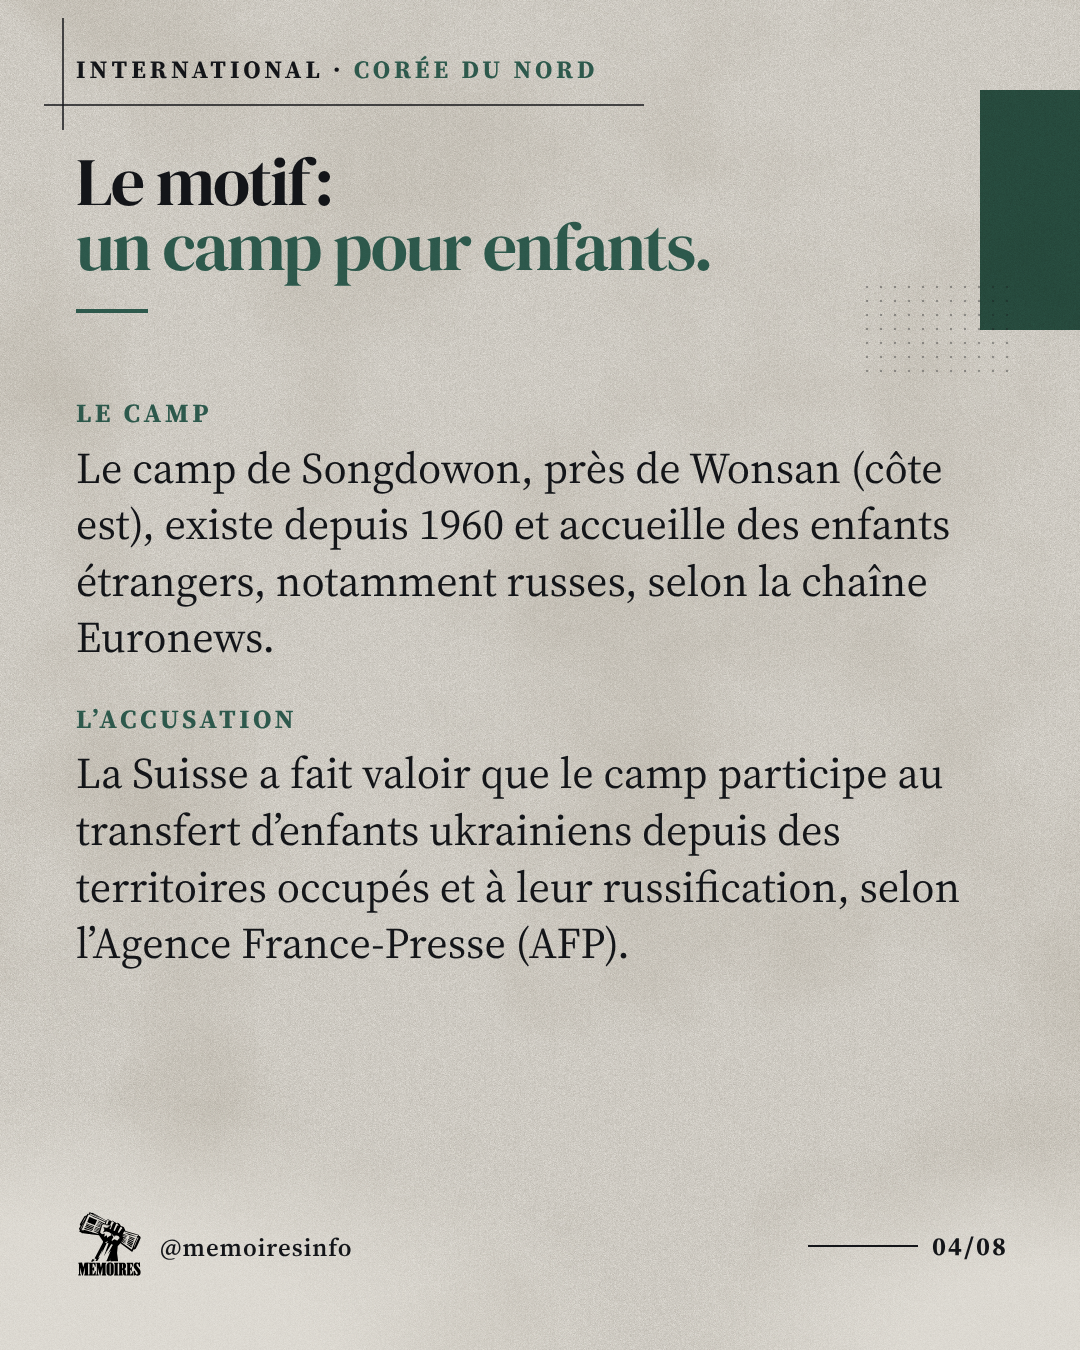 INTERNATIONAL · CORÉE DU NORD
Le motif :
un camp pour enfants.
LE CAMP
Le camp de Songdowon, près de Wonsan (côte
est), existe depuis 1960 et accueille des enfants
étrangers, notamment russes, selon la chaîne
Euronews.
L’ACCUSATION
La Suisse a fait valoir que le camp participe au
transfert d’enfants ukrainiens depuis des
territoires occupés et à leur russification, selon
l’Agence France-Presse (AFP).
MÉMOIRES
@memoiresinfo
04/08